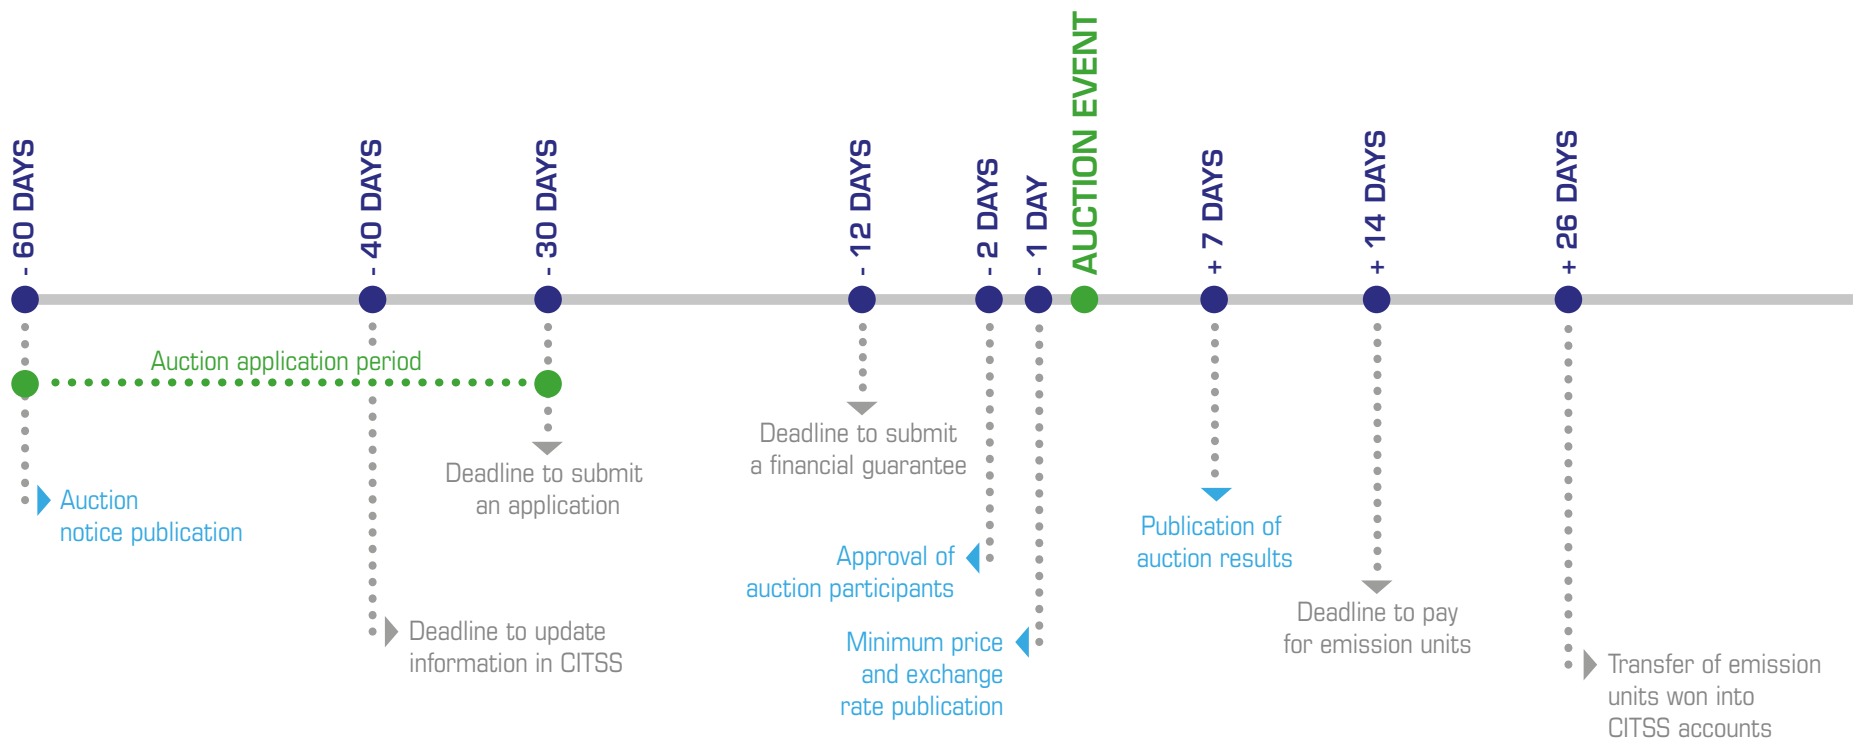 - 60 DAYS
- 40 DAYS
- 30 DAYS
- 12 DAYS
- 2 DAYS
- 1 DAY
AUCTION EVENT
+ 7 DAYS
+ 14 DAYS
+ 26 DAYS
Auction application period
Auction
notice publication
Deadline to update
information in CITSS
Deadline to submit
an application
Deadline to submit
a financial guarantee
Approval of
auction participants
Minimum price
and exchange
rate publication
Publication of
auction results
Deadline to pay
for emission units
Transfer of emission
units won into
CITSS accounts